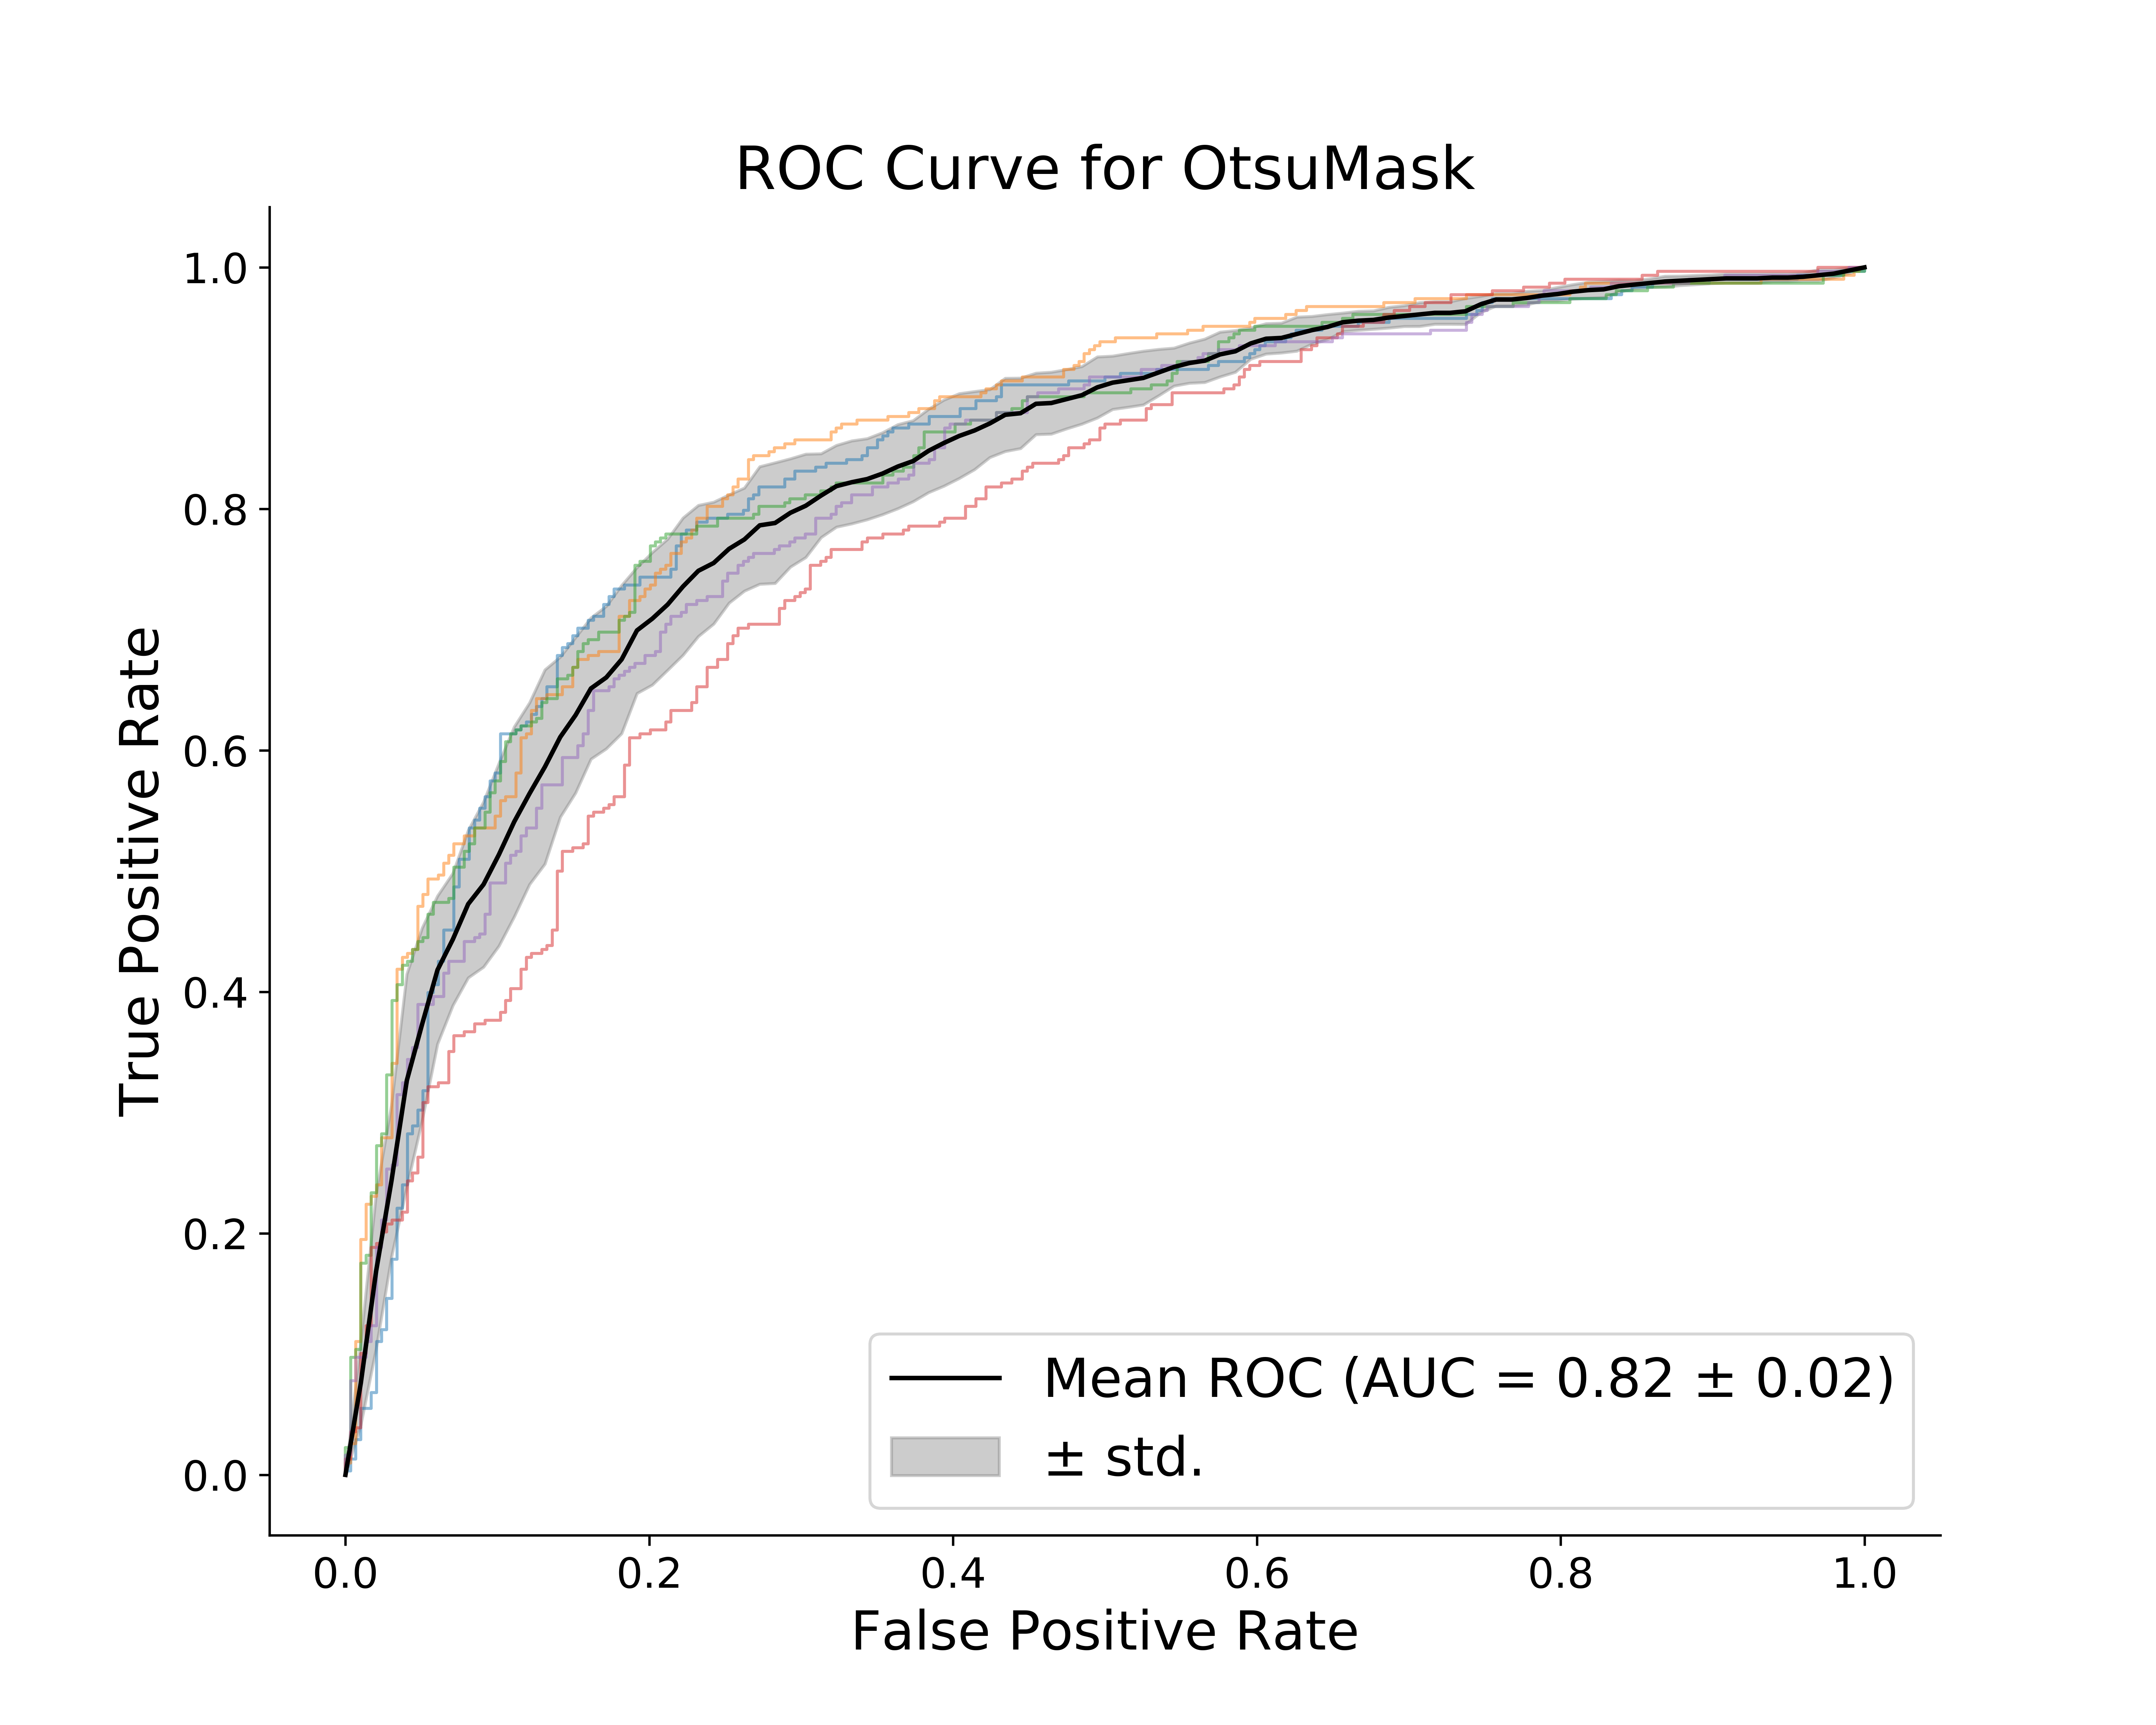 ROC Curve for OtsuMask
True Positive Rate
1.0
0.8
0.6
0.4
0.2
0.0
Mean ROC (AUC = 0.82 ± 0.02)
± std.
0.0 0.2 0.4 0.6 0.8 1.0
False Positive Rate